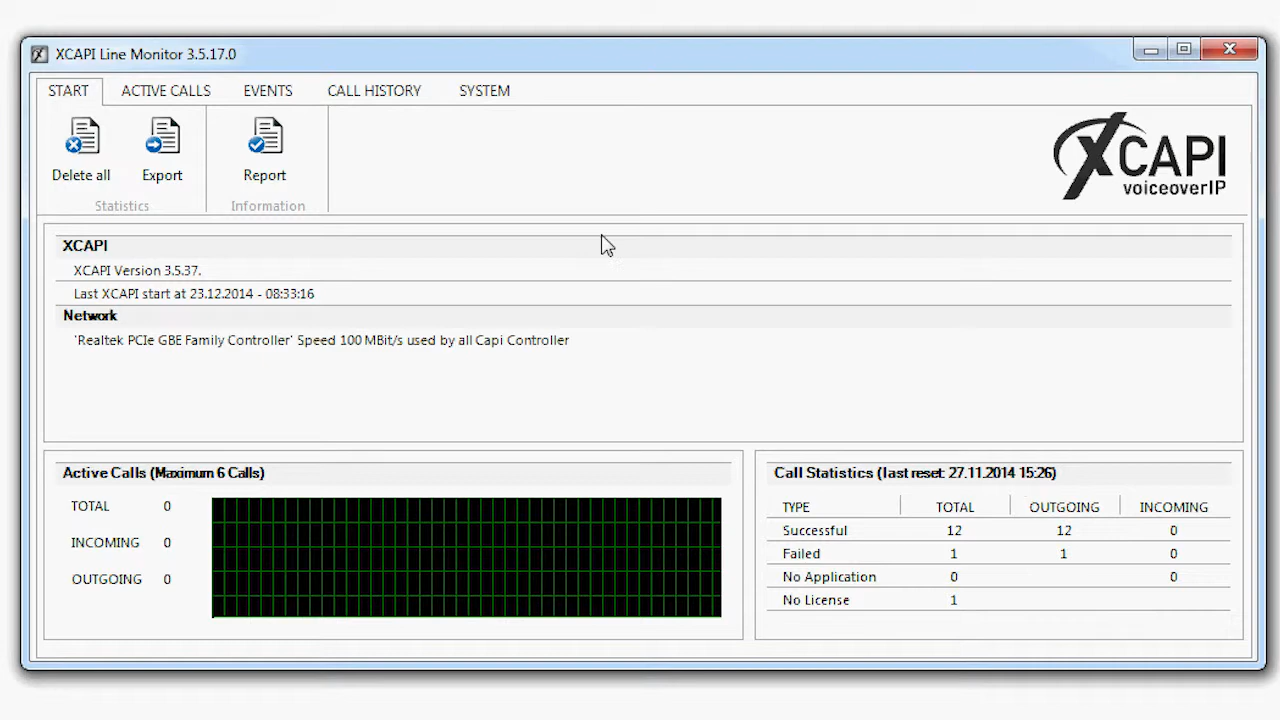 XCAPI Line Monitor 3.5.17.0
START ACTIVE CALLS EVENTS CALL HISTORY SYSTEM
Delete all Export Report
Statistics Information
XCAPI
voiceoverIP
XCAPI
XCAPI Version 3.5.37.
Last XCAPI start at 23.12.2014 - 08:33:16
Network
'Realtek PCIe GBE Family Controller' Speed 100 MBit/s used by all Capi Controller
Active Calls (Maximum 6 Calls)
TOTAL 0
INCOMING 0
OUTGOING 0
Call Statistics (last reset: 27.11.2014 15:26)
TYPE TOTAL OUTGOING INCOMING
Successful 12 12 0
Failed 1 1 0
No Application 0 0
No License 1